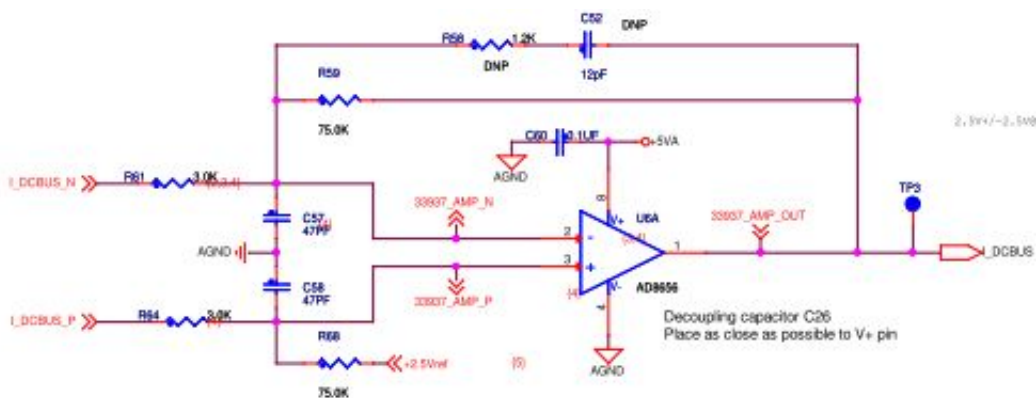 C52
DNP
R58
1.2K
DNP
12pF
R59
75.0K
2.5V+/-2.5V@
C60
0.1UF
+5VA
AGND
I_DCBUS_N
R61
3.0K
TP3
33937_AMP_N
33937_AMP_OUT
8
V+
U6A
C57
47PF
2
-
1
I_DCBUS
AGND
3
+
C58
47PF
33937_AMP_P
(4)
V-
AD8656
4
I_DCBUS_P
R64
3.0K
Decoupling capacitor C26
Place as close as possible to V+ pin
R68
+2.5Vref
AGND
75.0K